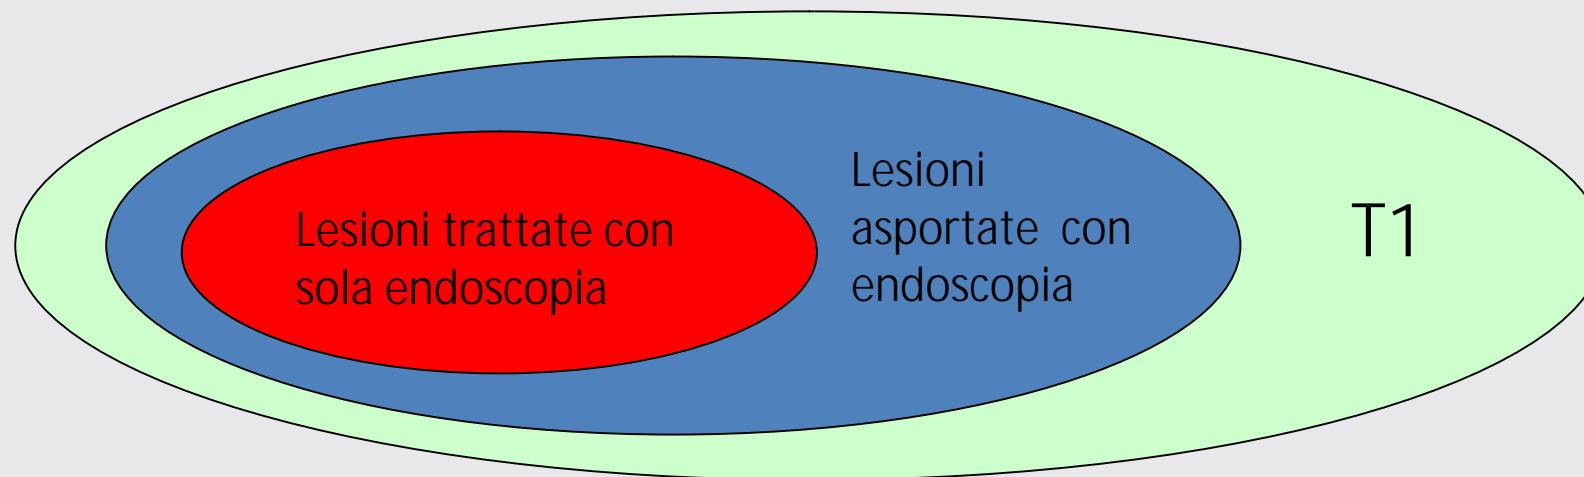 Lesioni trattate con
sola endoscopia
Lesioni
asportate con
endoscopia
T1